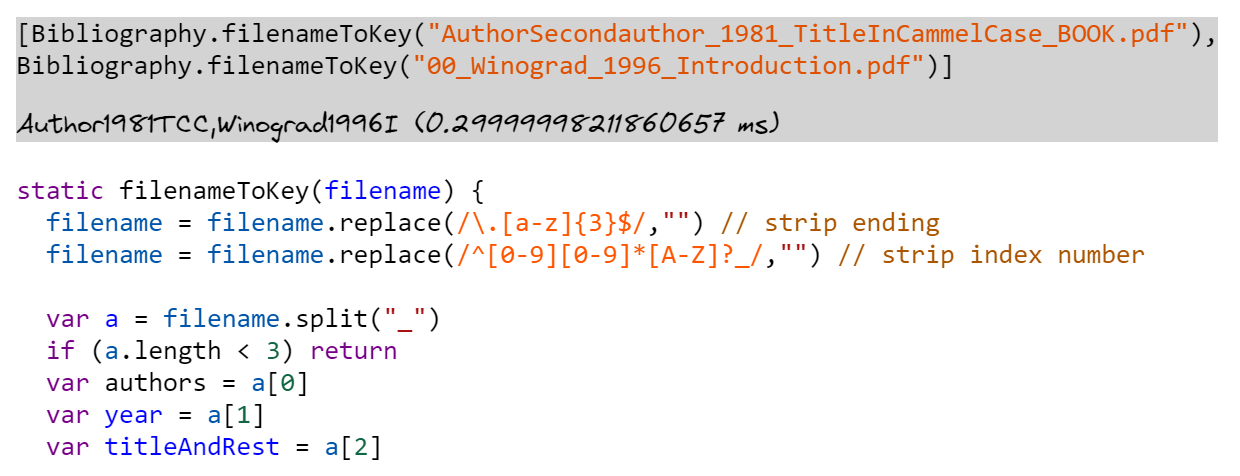 [Bibliography.filenameToKey("AuthorSecondauthor_1981_TitleInCammelCase_BOOK.pdf"),
Bibliography.filenameToKey("00_Winograd_1996_Introduction.pdf")]
Author1981TCC,Winograd1996I (0.29999998211860657 ms)
static filenameToKey(filename) {
  filename = filename.replace(/\.[a-z]{3}$/,"") // strip ending
  filename = filename.replace(/^[0-9][0-9]*[A-Z]?_/,"") // strip index number
  var a = filename.split("_")
  if (a.length < 3) return
  var authors = a[0]
  var year = a[1]
  var titleAndRest = a[2]